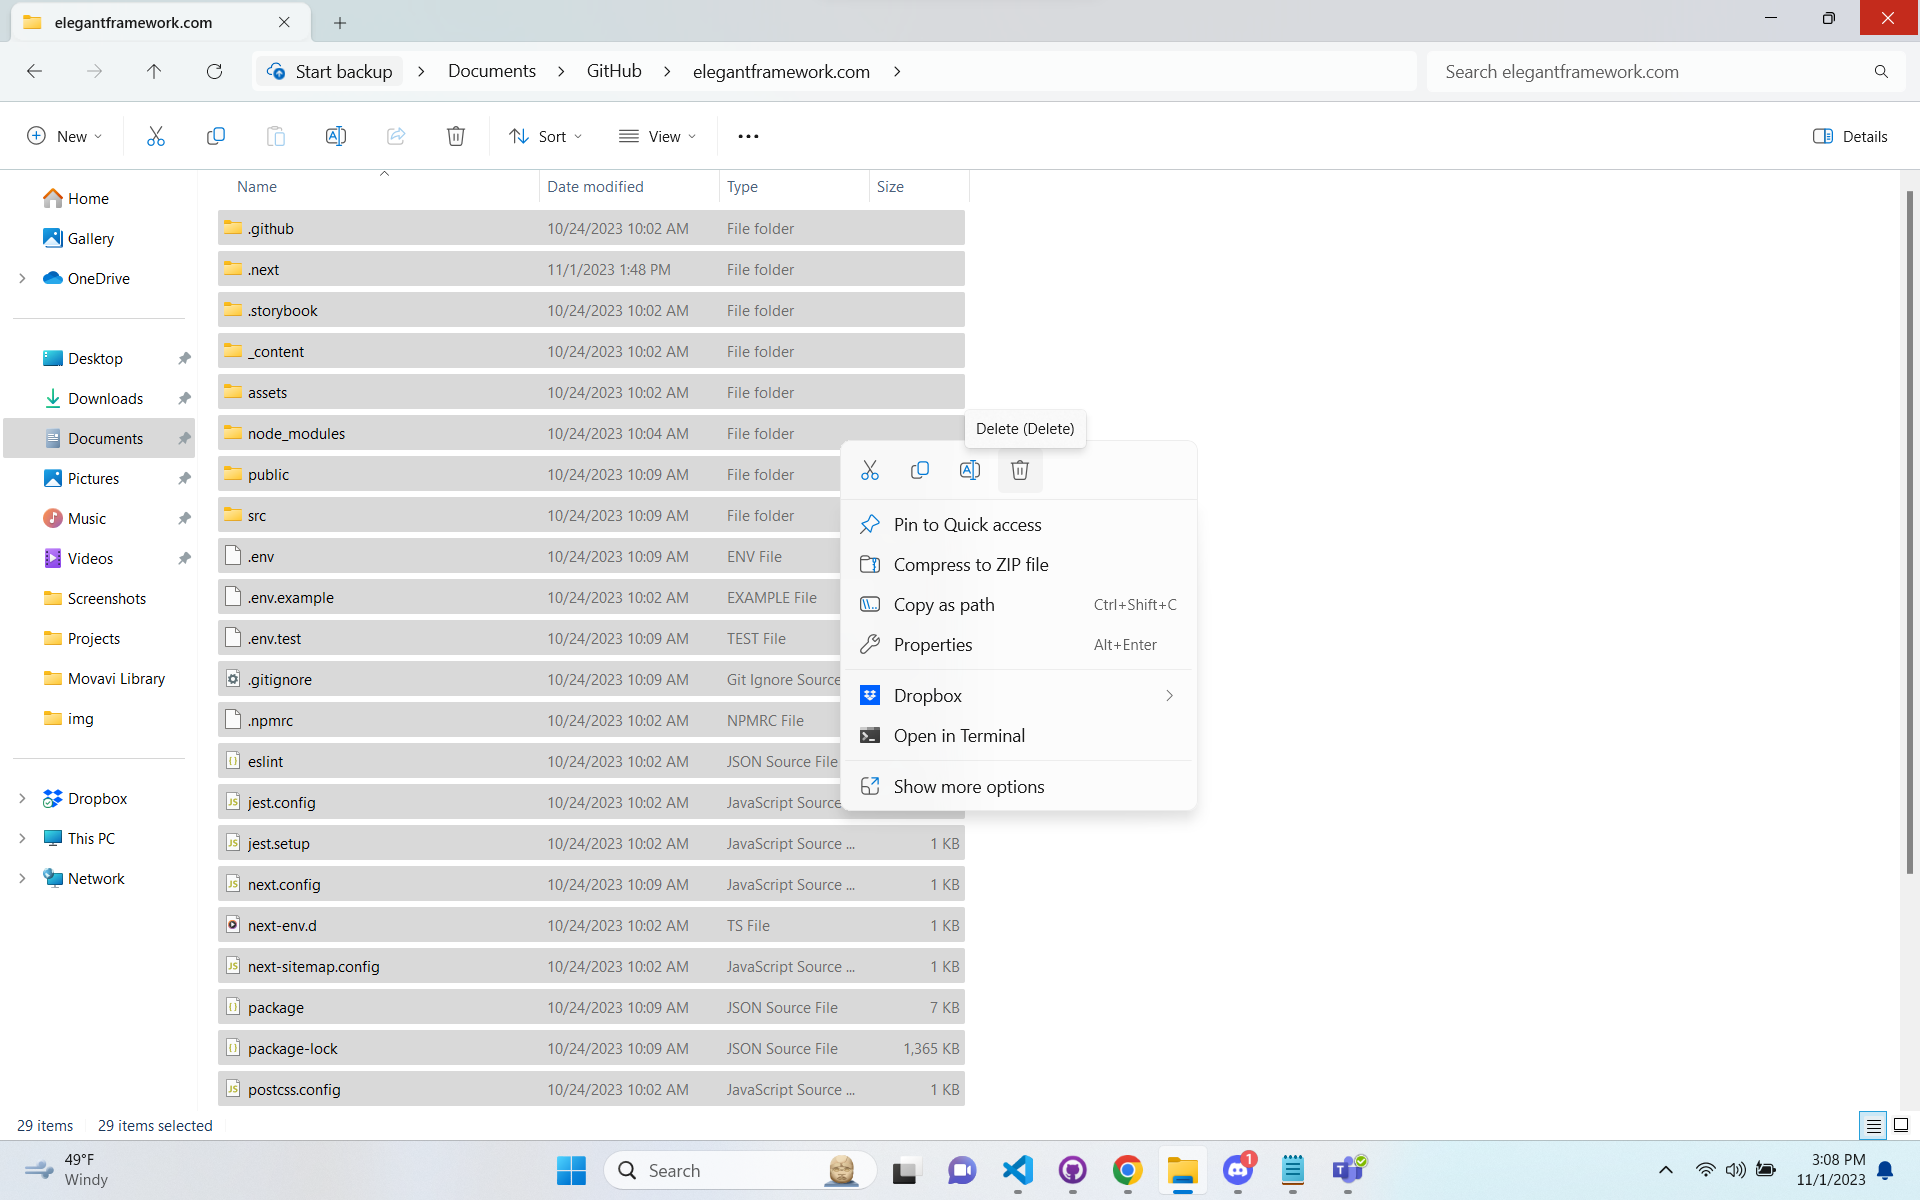 elegantframework.com
Start backup
Documents
GitHub
elegantframework.com
Search elegantframework.com
New
Sort
View
Details
Name Date modified Type Size
Home
Gallery
OneDrive
Desktop
Downloads
Documents
Pictures
Music
Videos
Screenshots
Projects
Movavi Library
img
Dropbox
This PC
Network
.github 10/24/2023 10:02 AM File folder
.next 11/1/2023 1:48 PM File folder
.storybook 10/24/2023 10:02 AM File folder
_content 10/24/2023 10:02 AM File folder
assets 10/24/2023 10:02 AM File folder
node_modules 10/24/2023 10:04 AM File folder
public 10/24/2023 10:09 AM File folder
src 10/24/2023 10:09 AM File folder
.env 10/24/2023 10:09 AM ENV File
.env.example 10/24/2023 10:02 AM EXAMPLE File
.env.test 10/24/2023 10:09 AM TEST File
.gitignore 10/24/2023 10:09 AM Git Ignore Source
.npmrc 10/24/2023 10:02 AM NPMRC File
eslint 10/24/2023 10:02 AM JSON Source File
jest.config 10/24/2023 10:02 AM JavaScript Source...
jest.setup 10/24/2023 10:02 AM JavaScript Source ... 1 KB
next.config 10/24/2023 10:09 AM JavaScript Source ... 1 KB
next-env.d 10/24/2023 10:02 AM TS File 1 KB
next-sitemap.config 10/24/2023 10:02 AM JavaScript Source ... 1 KB
package 10/24/2023 10:09 AM JSON Source File 7 KB
package-lock 10/24/2023 10:09 AM JSON Source File 1,365 KB
postcss.config 10/24/2023 10:02 AM JavaScript Source ... 1 KB
Delete (Delete)
Pin to Quick access
Compress to ZIP file
Copy as path Ctrl+Shift+C
Properties Alt+Enter
Dropbox
Open in Terminal
Show more options
29 items 29 items selected
49°F
Windy
Search
1
3:08 PM
11/1/2023